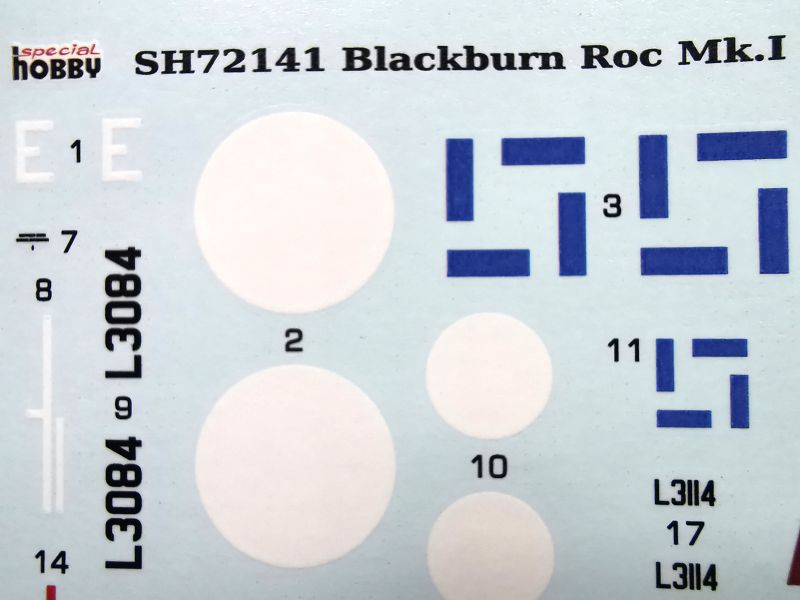 special
HOBBY
SH72141 Blackburn Roc Mk.I
E 1 E
3
7
8
L3084
2
11
9
L3084
10
L3114
17
14
L3114